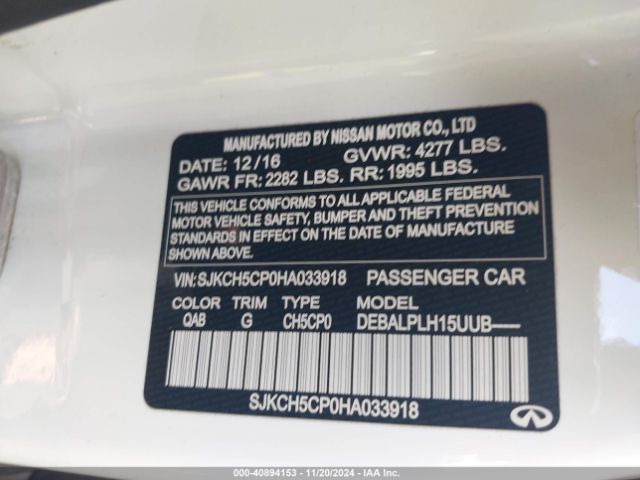 MANUFACTURED BY NISSAN MOTOR CO., LTD
DATE: 12/16 GVWR: 4277 LBS.
GAWR FR: 2282 LBS. RR: 1995 LBS.
THIS VEHICLE CONFORMS TO ALL APPLICABLE FEDERAL
MOTOR VEHICLE SAFETY, BUMPER AND THEFT PREVENTION
STANDARDS IN EFFECT ON THE DATE OF MANUFACTURE
SHOWN ABOVE.
VIN: SJKCH5CP0HA033918 PASSENGER CAR
COLOR TRIM TYPE MODEL
QAB G CH5CP0 DEBALPLH15UUB-----
SJKCH5CP0HA033918
000-40894153 - 11/20/2024 - IAA Inc.